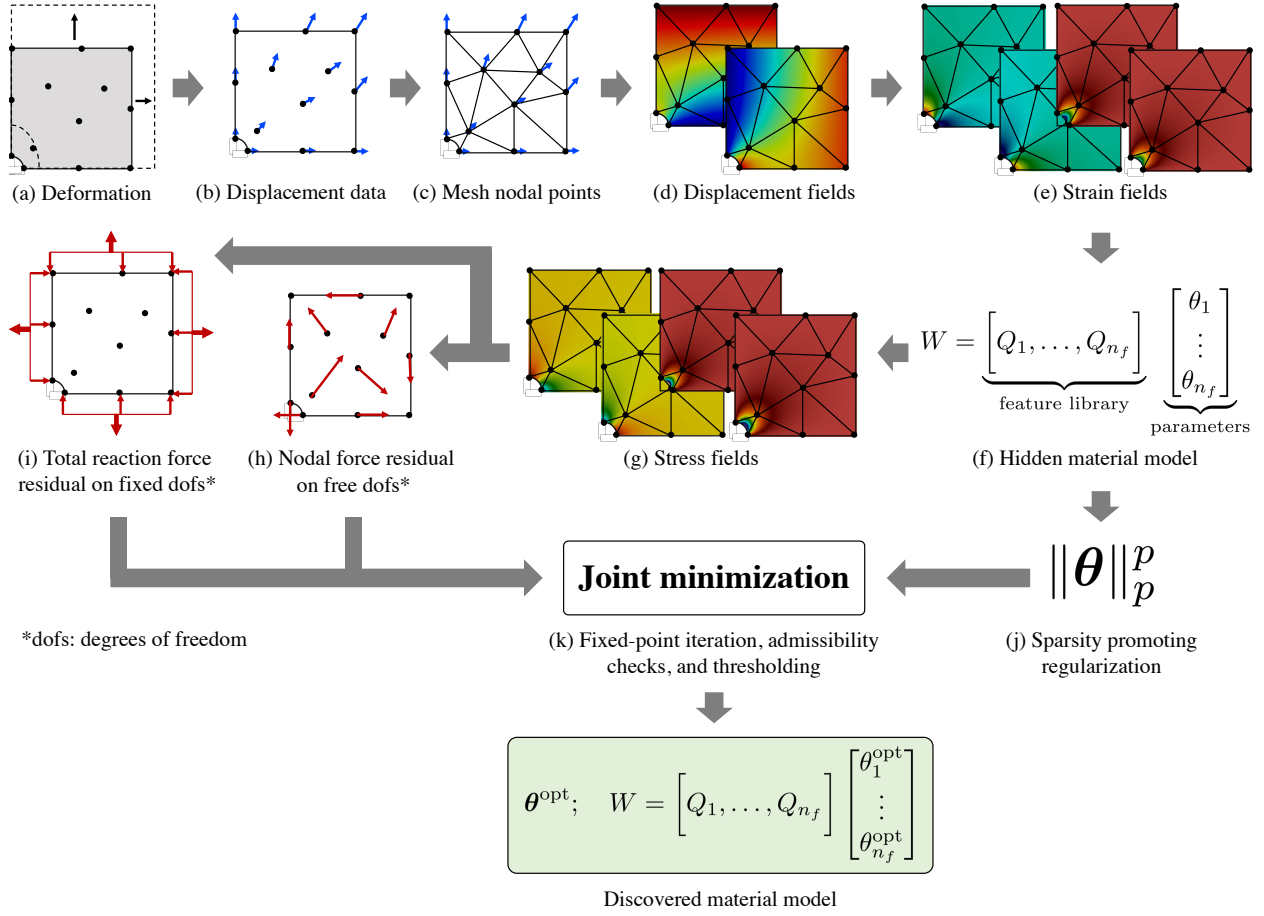 (a) Deformation
(b) Displacement data
(c) Mesh nodal points
(d) Displacement fields
(e) Strain fields
W = [Q_1, . . . , Q_{n_f}] [θ_1 ⋮ θ_{n_f}]
feature library
parameters
(i) Total reaction force
residual on fixed dofs*
(h) Nodal force residual
on free dofs*
(g) Stress fields
(f) Hidden material model
Joint minimization
||θ||_p^p
*dofs: degrees of freedom
(k) Fixed-point iteration, admissibility
checks, and thresholding
(j) Sparsity promoting
regularization
θ^{opt}; W = [Q_1, . . . , Q_{n_f}] [θ_1^{opt} ⋮ θ_{n_f}^{opt}]
Discovered material model